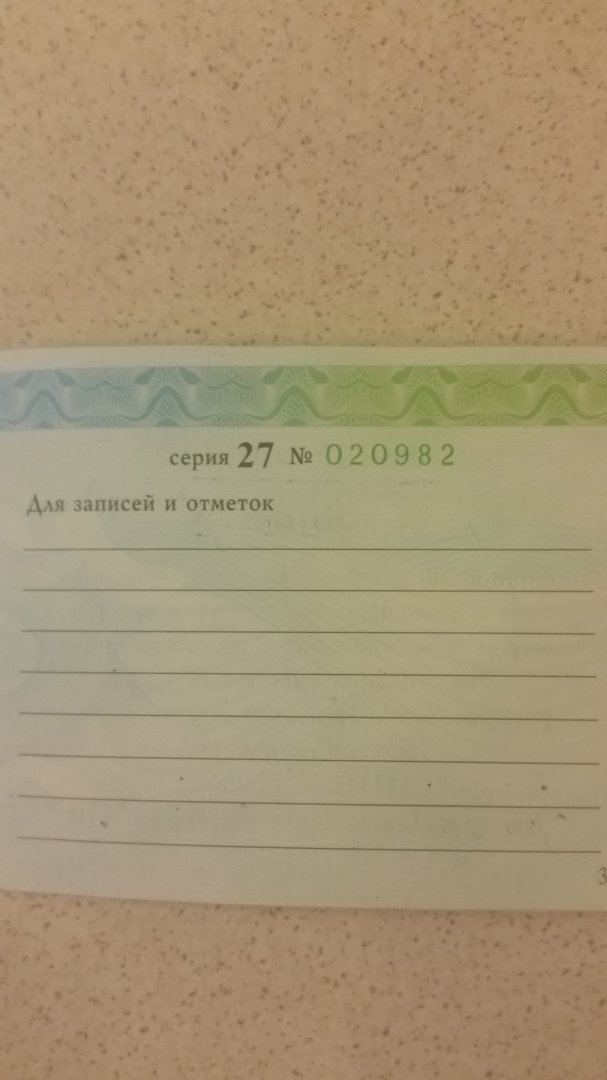 серия 27 № 020982
Для записей и отметок
3